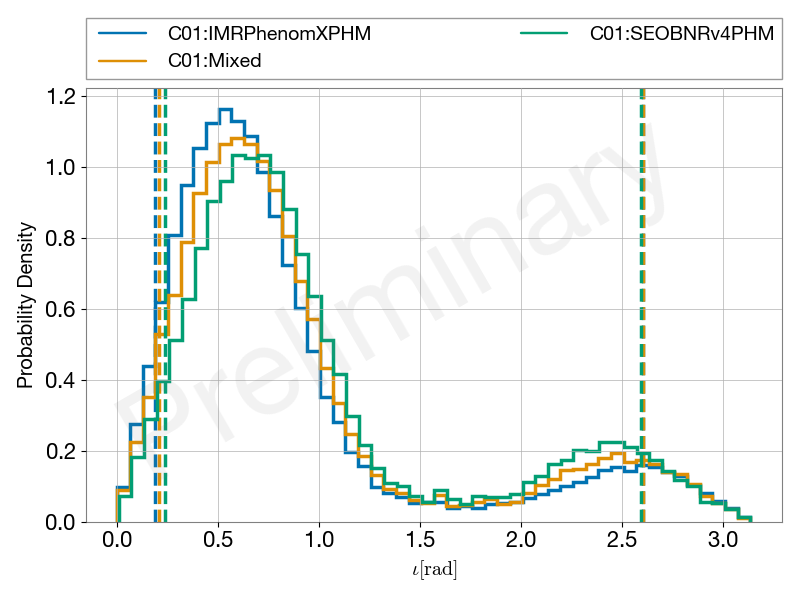 C01:IMRPhenomXPHM
C01:Mixed
C01:SEOBNRv4PHM
Preliminary
Probability Density
1.2
1.0
0.8
0.6
0.4
0.2
0.0
0.0 0.5 1.0 1.5 2.0 2.5 3.0
ι[rad]